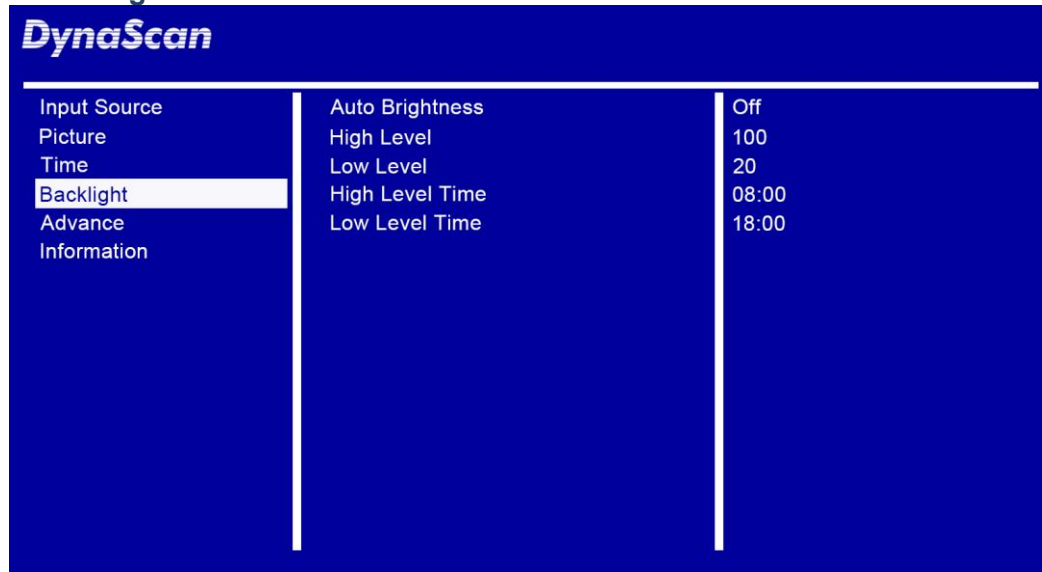 DynaScan
Input Source Auto Brightness Off
Picture High Level 100
Time Low Level 20
Backlight High Level Time 08:00
Advance Low Level Time 18:00
Information